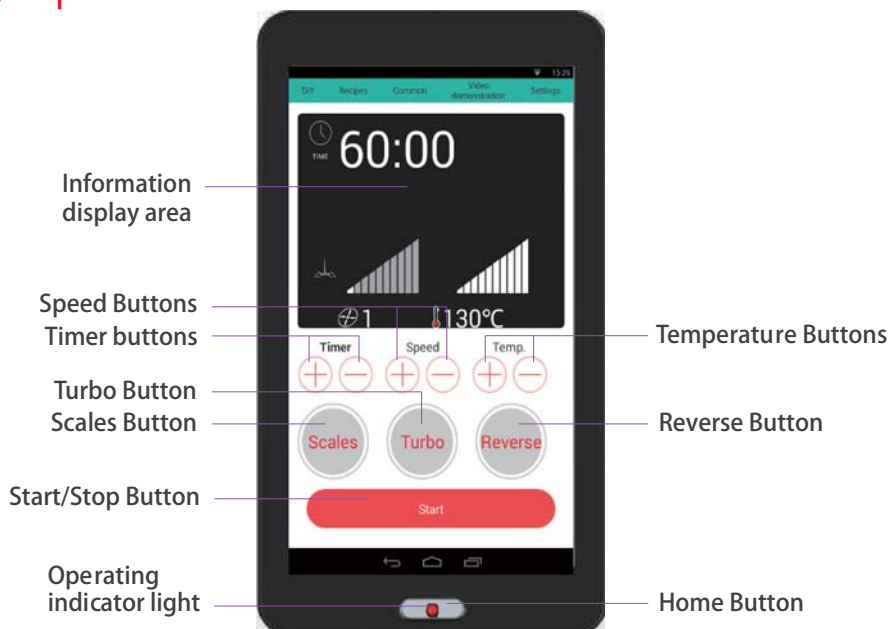 15:29
DIY Recipes Common Video demonstration Settings
TIME 60:00
Information
display area
1 130°C
Speed Buttons
Timer buttons
Timer Speed Temp.
Temperature Buttons
Turbo Button
Scales Button
Scales Turbo Reverse
Reverse Button
Start/Stop Button
Start
Operating
indicator light
Home Button